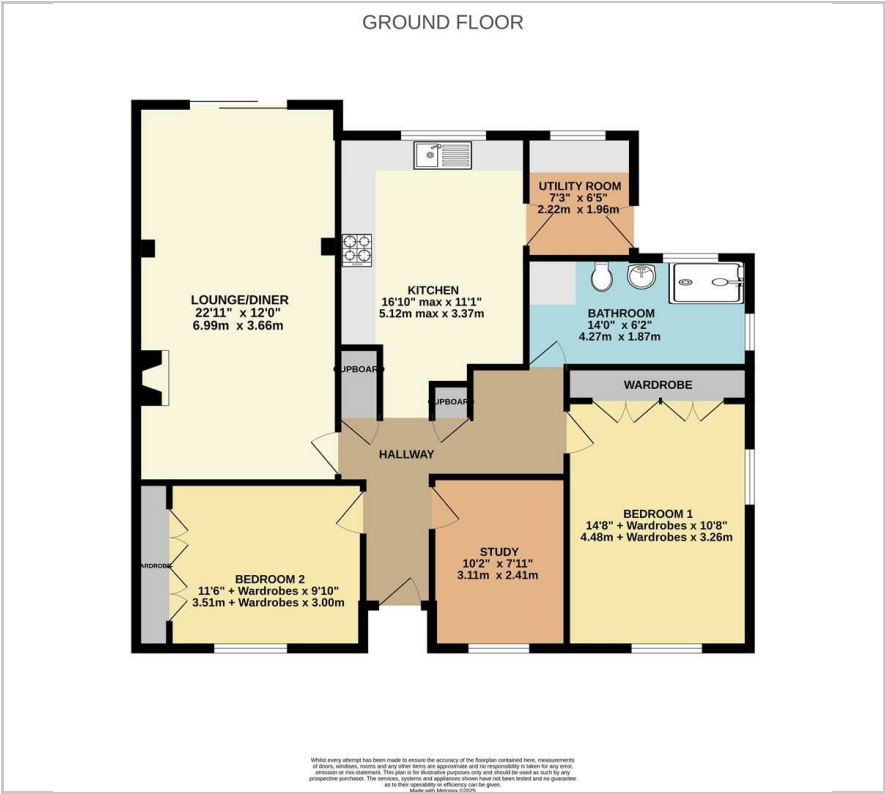 GROUND FLOOR
LOUNGE/DINER
22'11" x 12'0"
6.99m x 3.66m
KITCHEN
16'10" max x 11'1"
5.12m max x 3.37m
UTILITY ROOM
7'3" x 6'5"
2.22m x 1.96m
BATHROOM
14'0" x 6'2"
4.27m x 1.87m
CUPBOARD
CUPBOARD
WARDROBE
HALLWAY
BEDROOM 1
14'8" + Wardrobes x 10'8"
4.48m + Wardrobes x 3.26m
STUDY
10'2" x 7'11"
3.11m x 2.41m
WARDROBE
BEDROOM 2
11'6" + Wardrobes x 9'10"
3.51m + Wardrobes x 3.00m
Whilst every attempt has been made to ensure the accuracy of the floorplan contained here, measurements
of doors, windows, rooms and any other items are approximate and no responsibility is taken for any error,
omission or mis-statement. This plan is for illustrative purposes only and should be used as such by any
prospective purchaser. The services, systems and appliances shown have not been tested and no guarantee
as to their operability or efficiency can be given.
Made with Metropix ©2025